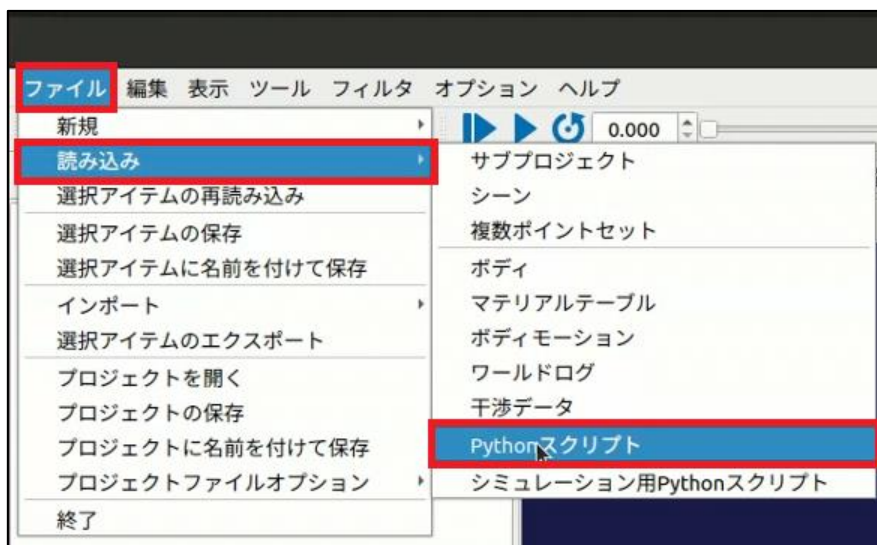 ファイル 編集 表示 ツール フィルタ オプション ヘルプ
新規
0.000
読み込み
選択アイテムの再読み込み
選択アイテムの保存
選択アイテムに名前を付けて保存
インポート
選択アイテムのエクスポート
プロジェクトを開く
プロジェクトの保存
プロジェクトに名前を付けて保存
プロジェクトファイルオプション
終了
サブプロジェクト
シーン
複数ポイントセット
ボディ
マテリアルテーブル
ボディモーション
ワールドログ
干渉データ
Pythonスクリプト
シミュレーション用Pythonスクリプト